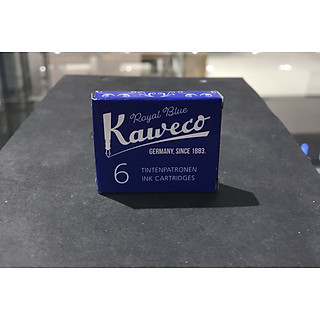 Royal Blue
Kaweco
GERMANY, SINCE 1883.
6 TINTENPATRONEN
INK CARTRIDGES